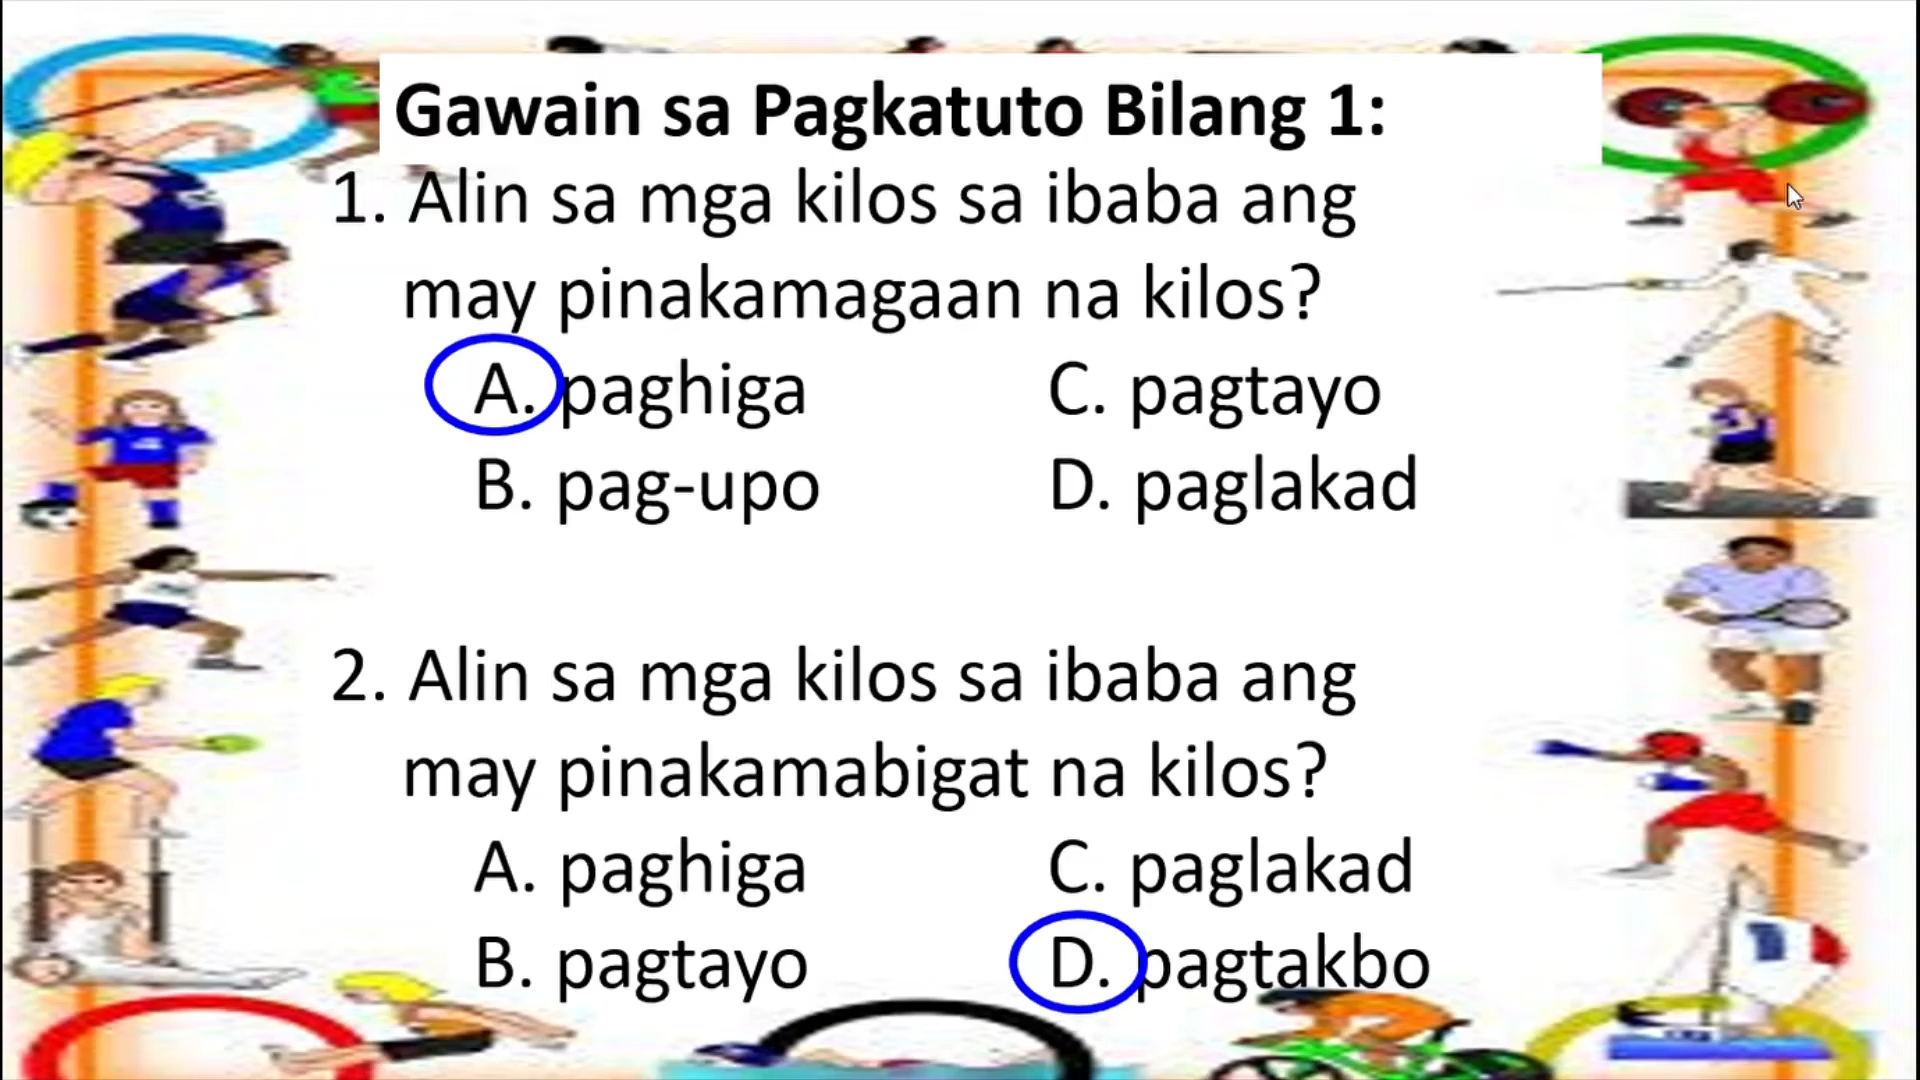 Gawain sa Pagkatuto Bilang 1:
1. Alin sa mga kilos sa ibaba ang
may pinakamagaan na kilos?
A. paghiga C. pagtayo
B. pag-upo D. paglakad
2. Alin sa mga kilos sa ibaba ang
may pinakamabigat na kilos?
A. paghiga C. paglakad
B. pagtayo D. pagtakbo